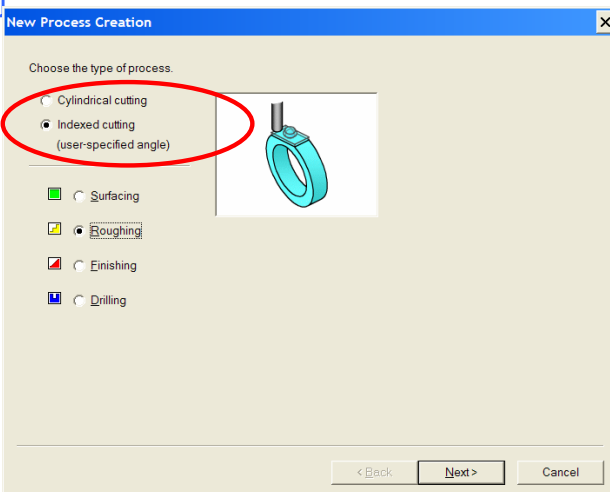 New Process Creation
Choose the type of process.
Cylindrical cutting
Indexed cutting
(user-specified angle)
Surfacing
Roughing
Finishing
Drilling
< Back
Next >
Cancel